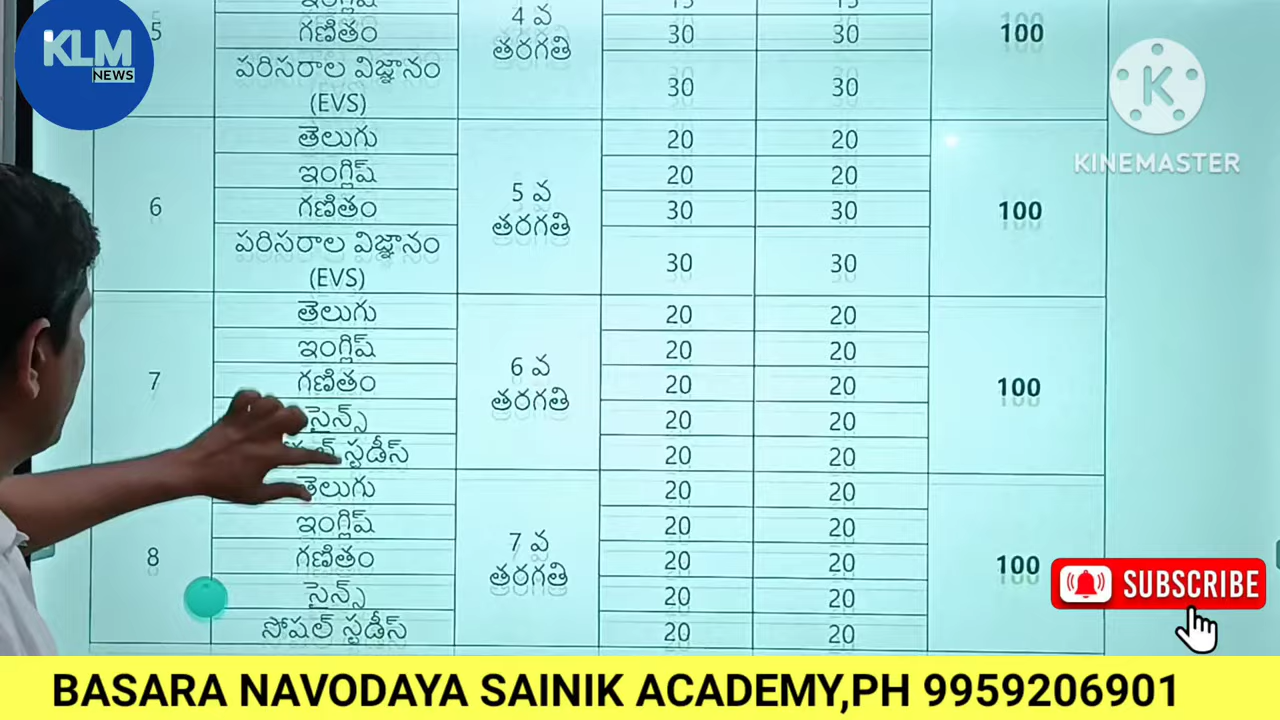 KLM
NEWS
ఇంగ్లీష్ 15 15
5 గణితం 4 వ తరగతి 30 30 100
పరిసరాల విజ్ఞానం (EVS) 30 30
తెలుగు 20 20
ఇంగ్లీష్ 20 20
6 గణితం 5 వ తరగతి 30 30 100
పరిసరాల విజ్ఞానం (EVS) 30 30
తెలుగు 20 20
ఇంగ్లీష్ 20 20
7 గణితం 6 వ తరగతి 20 20 100
సైన్స్ 20 20
స్టడీస్ 20 20
తెలుగు 20 20
ఇంగ్లీష్ 20 20
8 గణితం 7 వ తరగతి 20 20 100
సైన్స్ 20 20
సోషల్ స్టడీస్ 20 20
K
KINEMASTER
SUBSCRIBE
BASARA NAVODAYA SAINIK ACADEMY,PH 9959206901